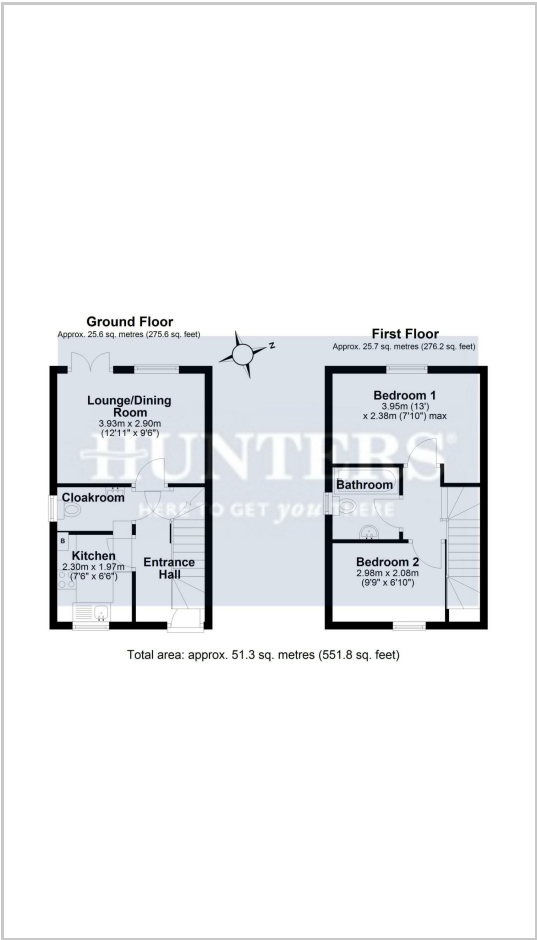 Ground Floor
Approx. 25.6 sq. metres (275.6 sq. feet)
Z
First Floor
Approx. 25.7 sq. metres (276.2 sq. feet)
Lounge/Dining
Room
3.93m x 2.90m
(12'11" x 9'6")
Bedroom 1
3.95m (13')
x 2.38m (7'10") max
HUNTERS®
HERE TO GET you THERE
Cloakroom
Bathroom
B
Kitchen
2.30m x 1.97m
(7'6" x 6'6")
Entrance
Hall
Bedroom 2
2.98m x 2.08m
(9'9" x 6'10")
Total area: approx. 51.3 sq. metres (551.8 sq. feet)